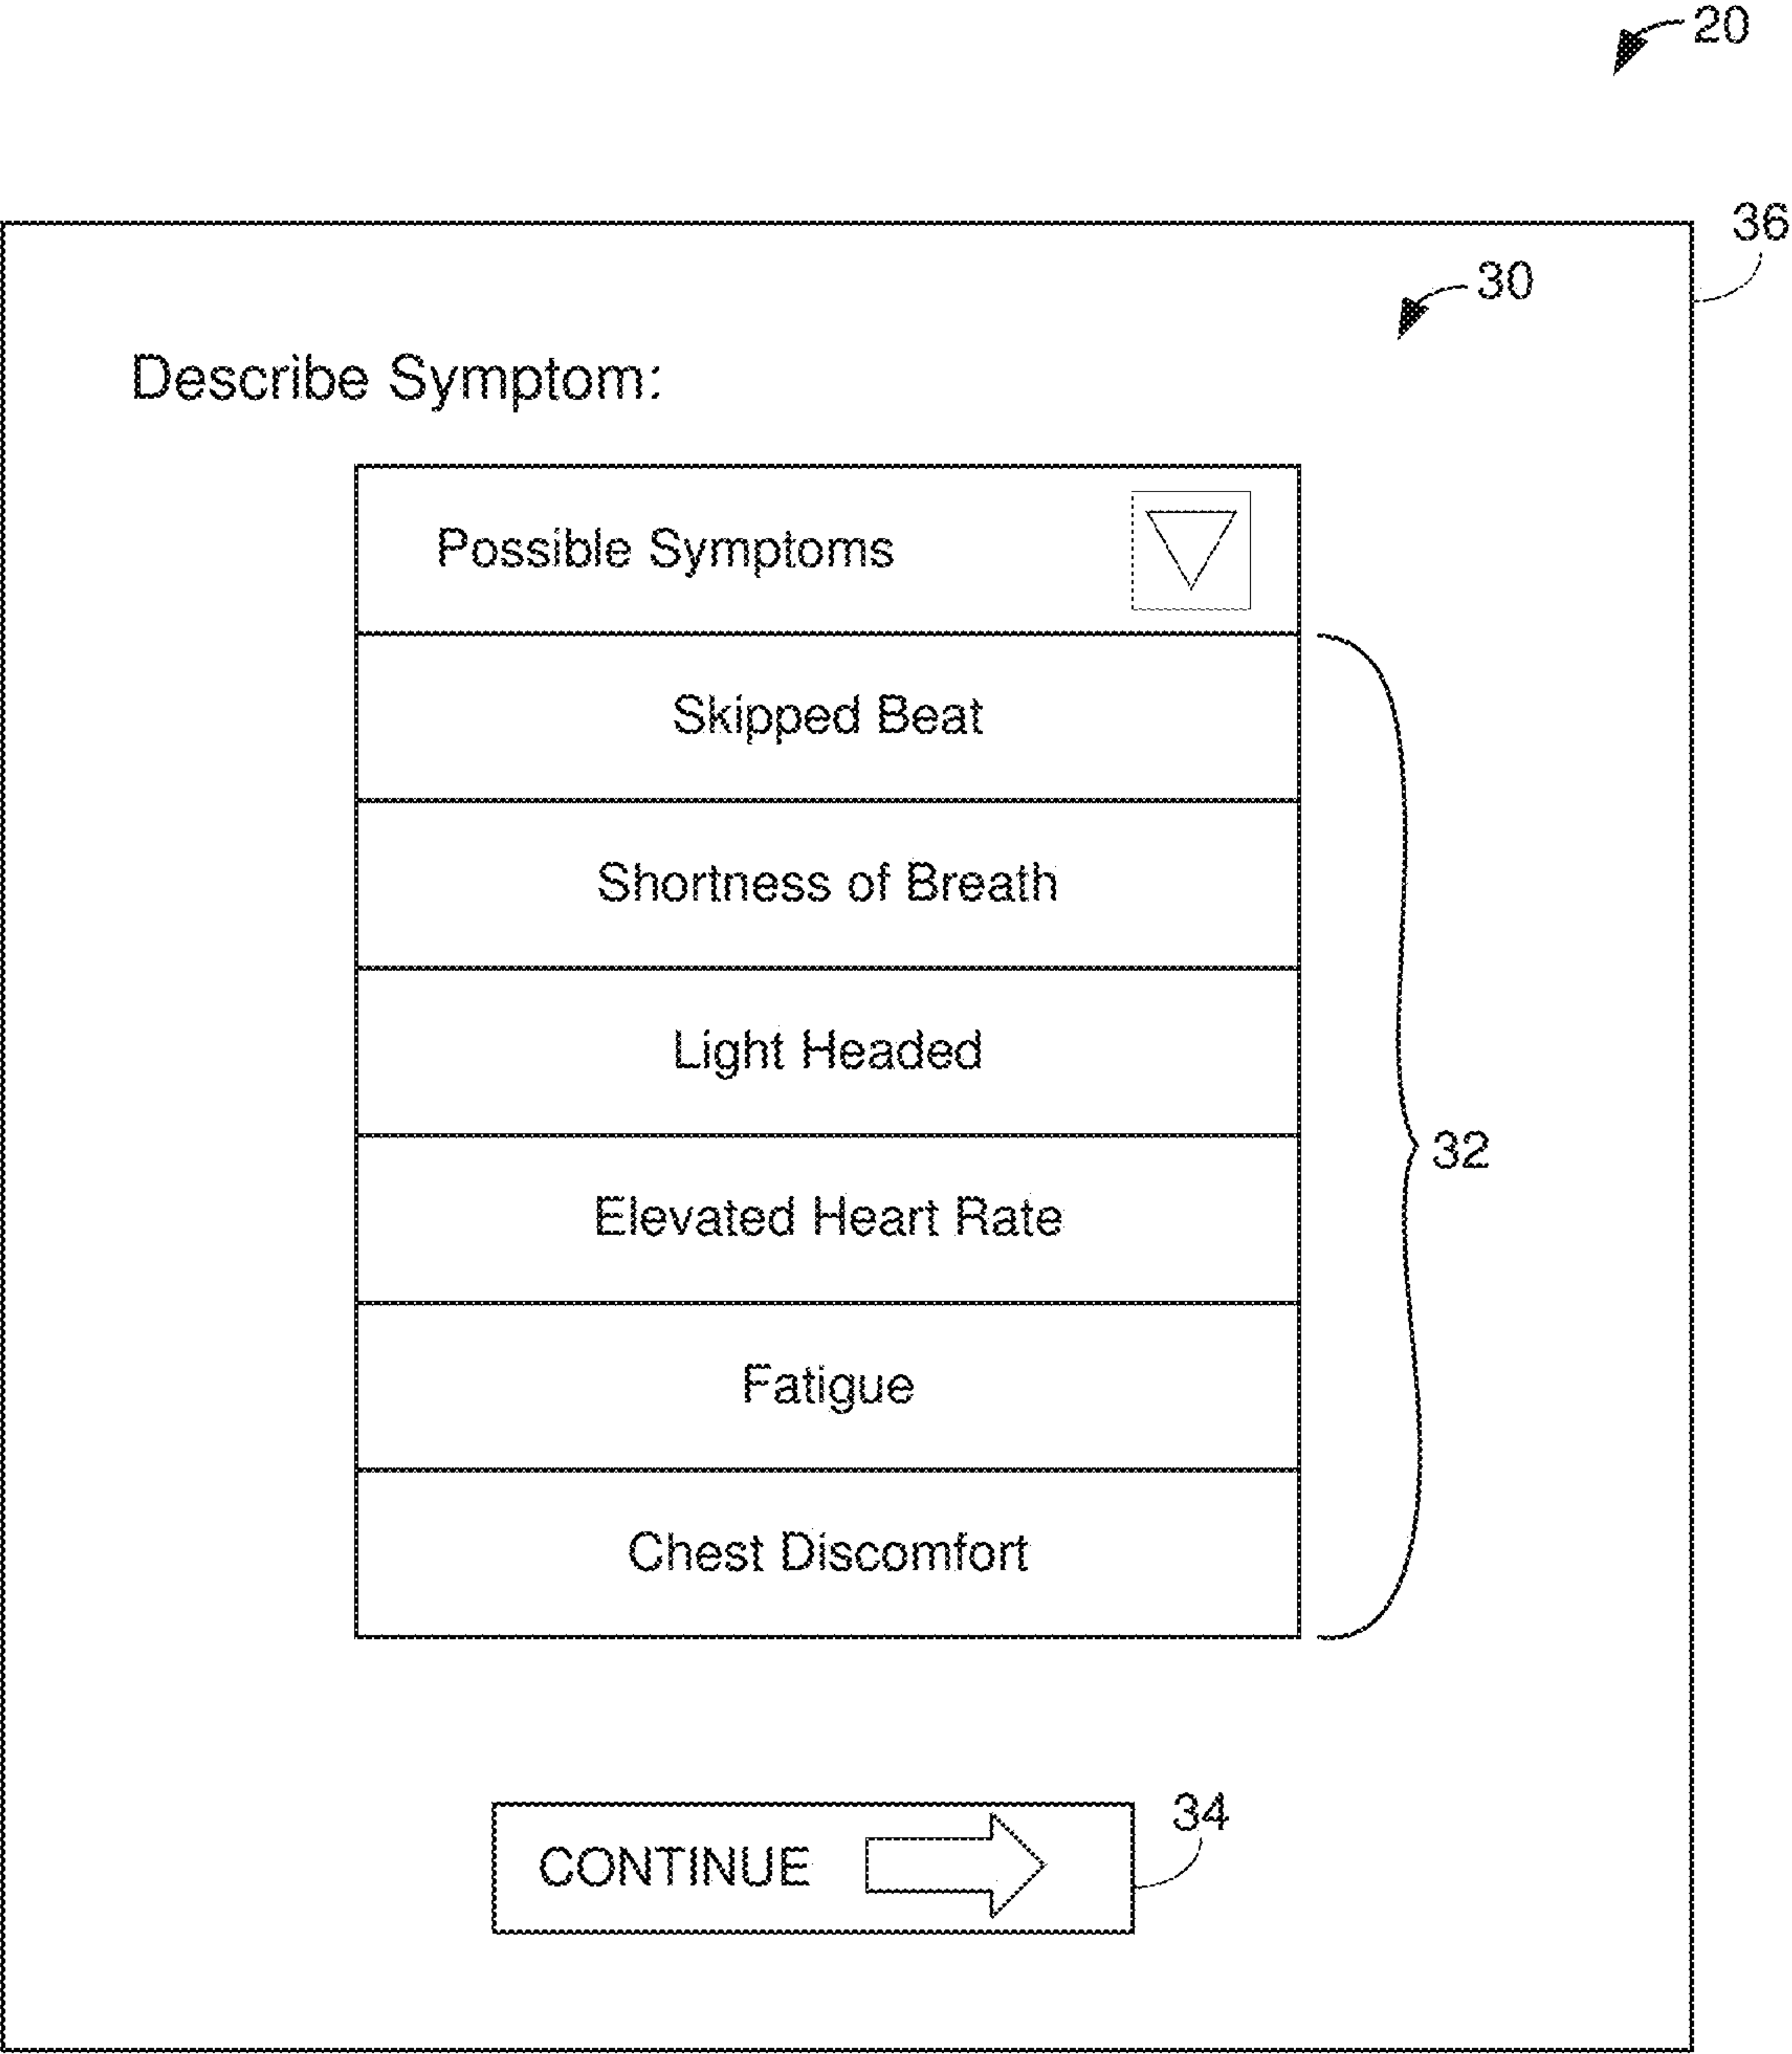 20
36
30
Describe Symptom:
Possible Symptoms
Skipped Beat
Shortness of Breath
Light Headed
Elevated Heart Rate
32
Fatigue
Chest Discomfort
34
CONTINUE